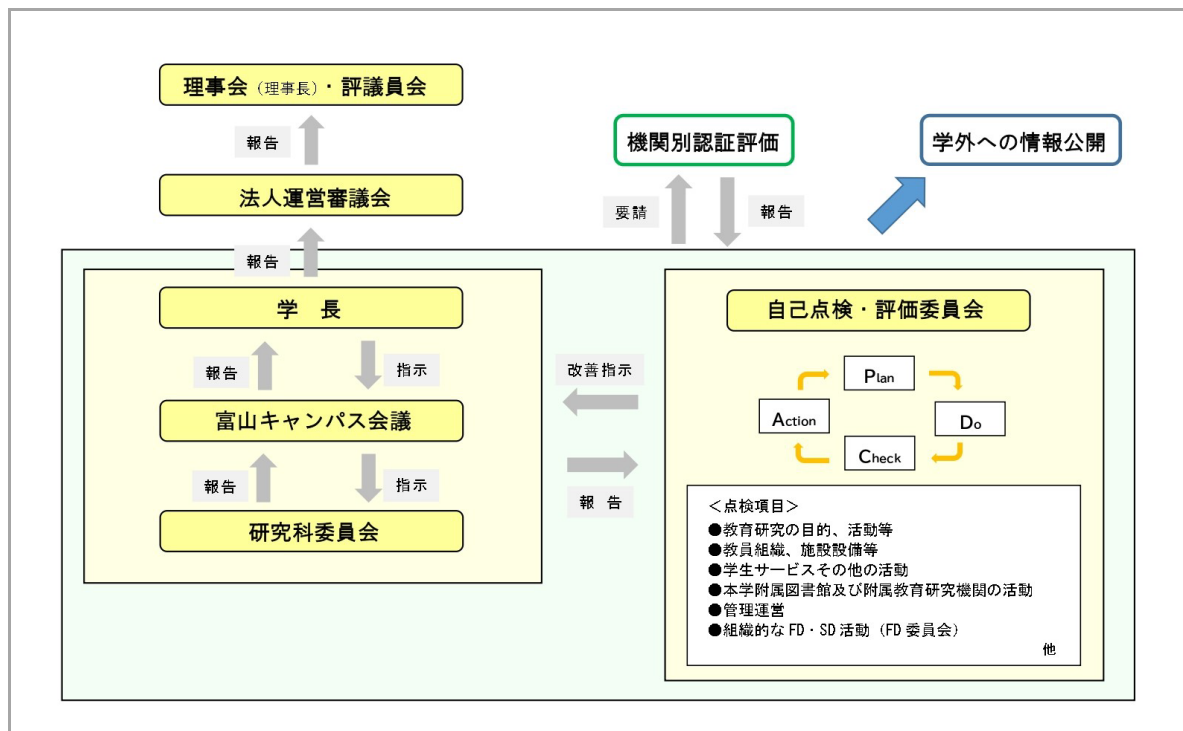 理事会（理事長）・評議員会
報告
法人運営審議会
報告
学 長
報告
指示
富山キャンパス会議
報告
指示
研究科委員会
機関別認証評価
要請
報告
学外への情報公開
改善指示
報 告
自己点検・評価委員会
Plan
Do
Check
Action
＜点検項目＞
●教育研究の目的、活動等
●教員組織、施設設備等
●学生サービスその他の活動
●本学附属図書館及び附属教育研究機関の活動
●管理運営
●組織的な FD・SD 活動（FD 委員会）
他